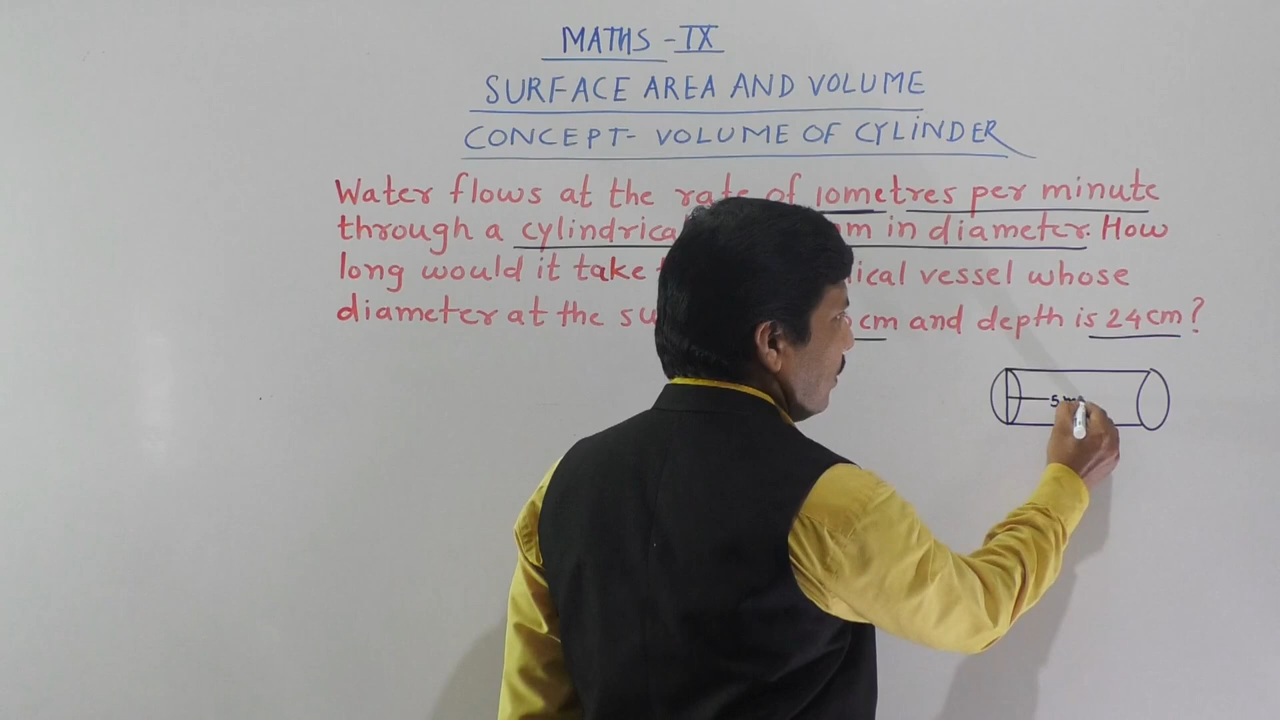 MATHS - IX
SURFACE AREA AND VOLUME
CONCEPT- VOLUME OF CYLINDER
Water flows at the rate of 10metres per minute
through a cylindrical mm in diameter. How
long would it take vessel whose
diameter at the cm and depth is 24cm?
5